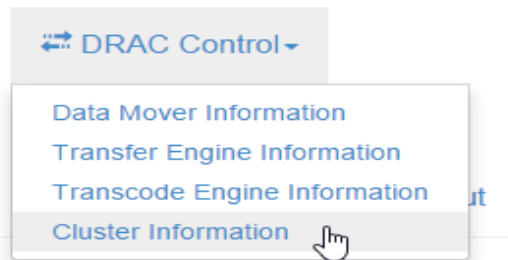 DRAC Control
Data Mover Information
Transfer Engine Information
Transcode Engine Information
Cluster Information